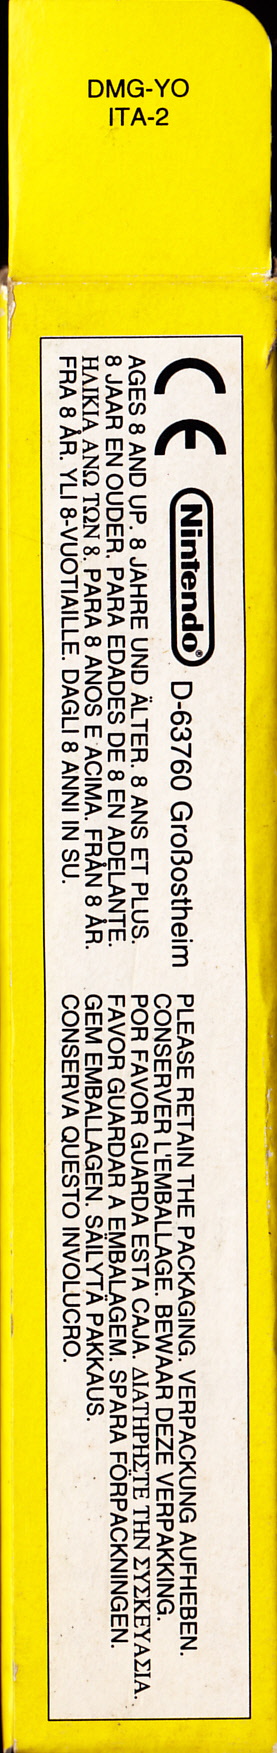 DMG-YO
ITA-2
CE Nintendo® D-63760 Großostheim
AGES 8 AND UP. 8 JAHRE UND ÄLTER. 8 ANS ET PLUS.
8 JAAR EN OUDER. PARA EDADES DE 8 EN ADELANTE.
ΗΛΙΚΙΑ ΑΝΩ ΤΩΝ 8. PARA 8 ANOS E ACIMA. FRÅN 8 ÅR.
FRA 8 ÅR. YLI 8-VUOTIAILLE. DAGLI 8 ANNI IN SU.
PLEASE RETAIN THE PACKAGING. VERPACKUNG AUFHEBEN.
CONSERVER L'EMBALLAGE. BEWAAR DEZE VERPAKKING.
POR FAVOR GUARDA ESTA CAJA. ΔΙΑΤΗΡΗΣΤΕ ΤΗΝ ΣΥΣΚΕΥΑΣΙΑ.
FAVOR GUARDAR A EMBALAGEM. SPARA FÖRPACKNINGEN.
GEM EMBALLAGEN. SÄILYTÄ PAKKAUS.
CONSERVA QUESTO INVOLUCRO.